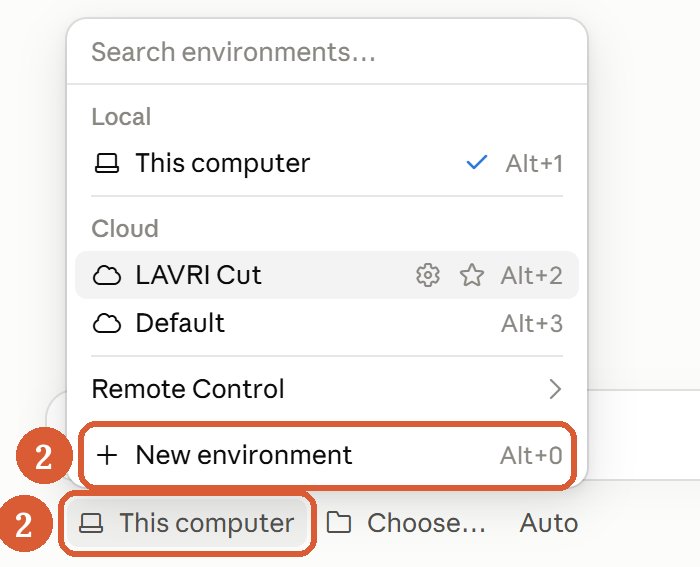 Search environments...
Local
This computer Alt+1
Cloud
LAVRI Cut Alt+2
Default Alt+3
Remote Control
2 + New environment Alt+0
2 This computer Choose... Auto